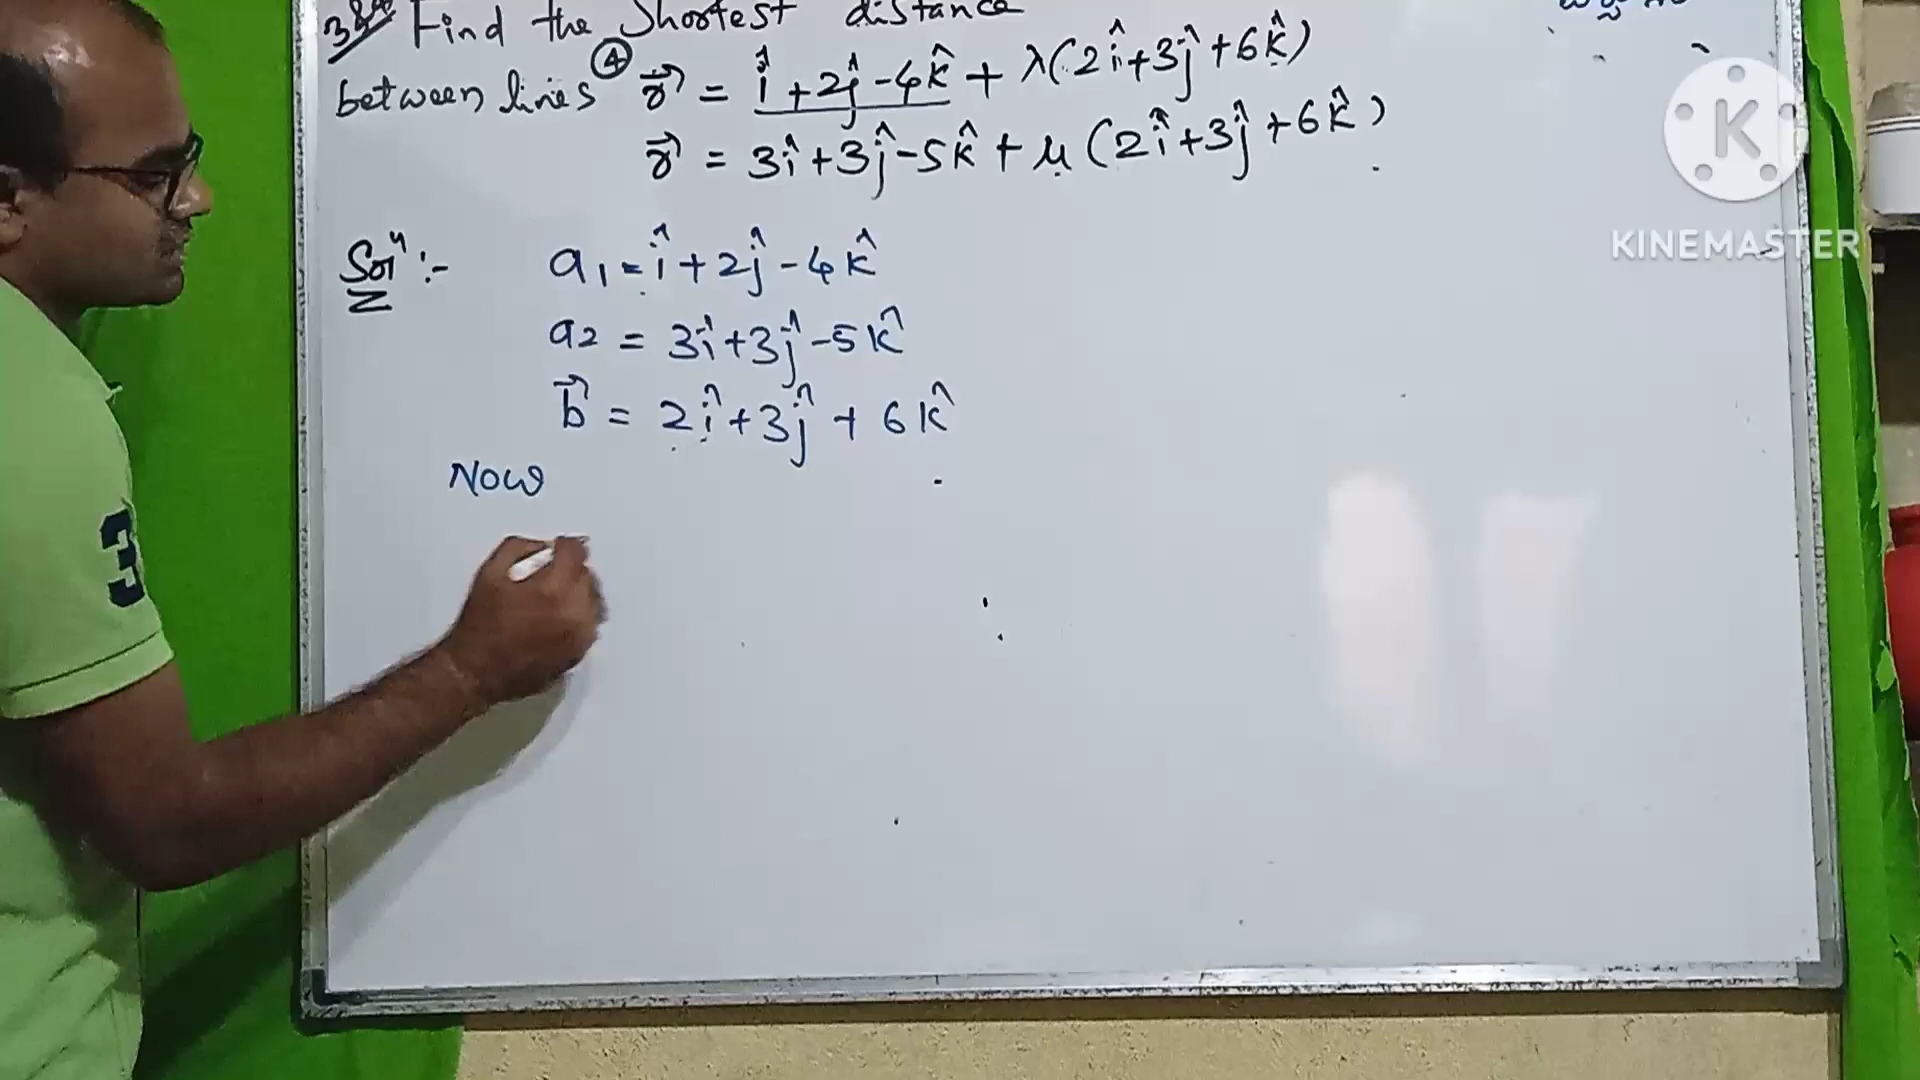 Find the Shortest distance
between lines ④ r⃗ = î + 2ĵ - 4k̂ + λ(2î + 3ĵ + 6k̂)
r⃗ = 3î + 3ĵ - 5k̂ + μ(2î + 3ĵ + 6k̂)
K
KINEMASTER
Solⁿ :- a₁ = î + 2ĵ - 4k̂
a₂ = 3î + 3ĵ - 5k̂
b⃗ = 2î + 3ĵ + 6k̂
Now
3